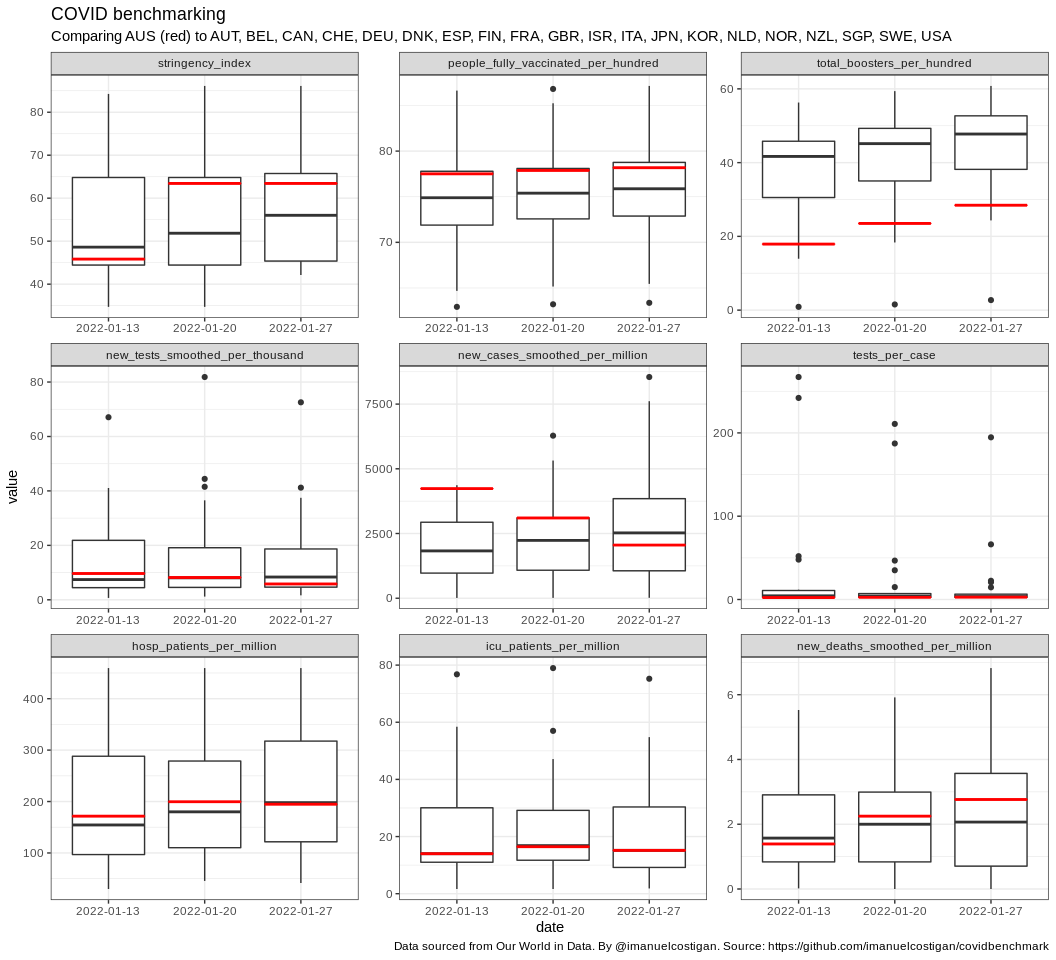 COVID benchmarking
Comparing AUS (red) to AUT, BEL, CAN, CHE, DEU, DNK, ESP, FIN, FRA, GBR, ISR, ITA, JPN, KOR, NLD, NOR, NZL, SGP, SWE, USA
stringency_index
80
70
60
50
40
2022-01-13 2022-01-20 2022-01-27
people_fully_vaccinated_per_hundred
80
70
2022-01-13 2022-01-20 2022-01-27
total_boosters_per_hundred
60
40
20
0
2022-01-13 2022-01-20 2022-01-27
value
new_tests_smoothed_per_thousand
80
60
40
20
0
2022-01-13 2022-01-20 2022-01-27
new_cases_smoothed_per_million
7500
5000
2500
0
2022-01-13 2022-01-20 2022-01-27
tests_per_case
200
100
0
2022-01-13 2022-01-20 2022-01-27
hosp_patients_per_million
400
300
200
100
2022-01-13 2022-01-20 2022-01-27
icu_patients_per_million
80
60
40
20
0
2022-01-13 2022-01-20 2022-01-27
new_deaths_smoothed_per_million
6
4
2
0
2022-01-13 2022-01-20 2022-01-27
date
Data sourced from Our World in Data. By @imanuelcostigan. Source: https://github.com/imanuelcostigan/covidbenchmark